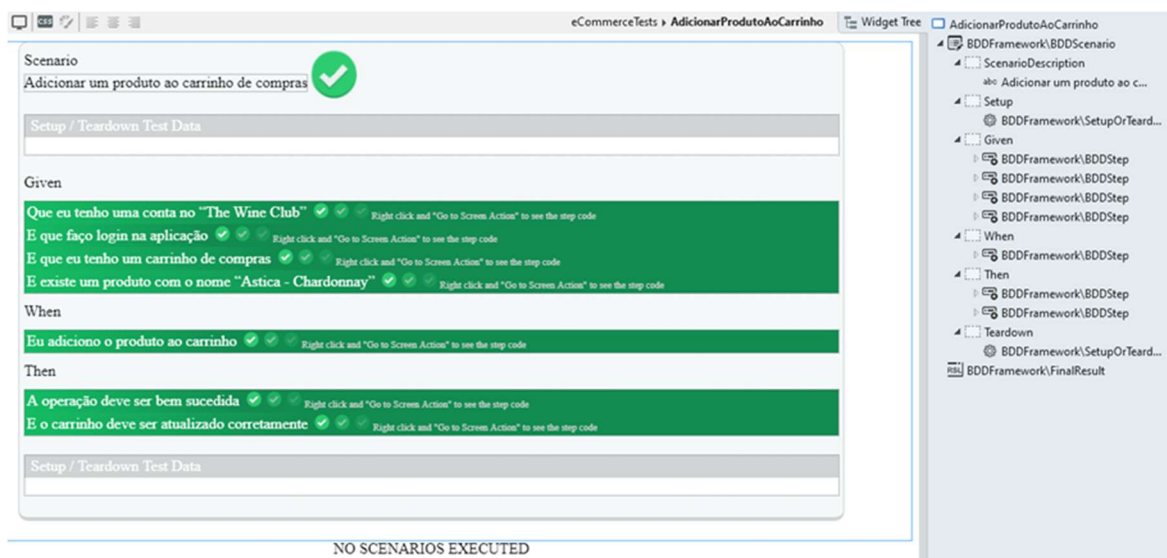 eCommerceTests ▸ AdicionarProdutoAoCarrinho
Widget Tree
Scenario
Adicionar um produto ao carrinho de compras
Setup / Teardown Test Data
Given
Que eu tenho uma conta no “The Wine Club” Right click and "Go to Screen Action" to see the step code
E que faço login na aplicação Right click and "Go to Screen Action" to see the step code
E que eu tenho um carrinho de compras Right click and "Go to Screen Action" to see the step code
E existe um produto com o nome “Astica - Chardonnay” Right click and "Go to Screen Action" to see the step code
When
Eu adiciono o produto ao carrinho Right click and "Go to Screen Action" to see the step code
Then
A operação deve ser bem sucedida Right click and "Go to Screen Action" to see the step code
E o carrinho deve ser atualizado corretamente Right click and "Go to Screen Action" to see the step code
Setup / Teardown Test Data
NO SCENARIOS EXECUTED
AdicionarProdutoAoCarrinho
BDDFramework\BDDScenario
ScenarioDescription
abc Adicionar um produto ao c...
Setup
BDDFramework\SetupOrTeard...
Given
BDDFramework\BDDStep
BDDFramework\BDDStep
BDDFramework\BDDStep
BDDFramework\BDDStep
When
BDDFramework\BDDStep
Then
BDDFramework\BDDStep
BDDFramework\BDDStep
Teardown
BDDFramework\SetupOrTeard...
BDDFramework\FinalResult